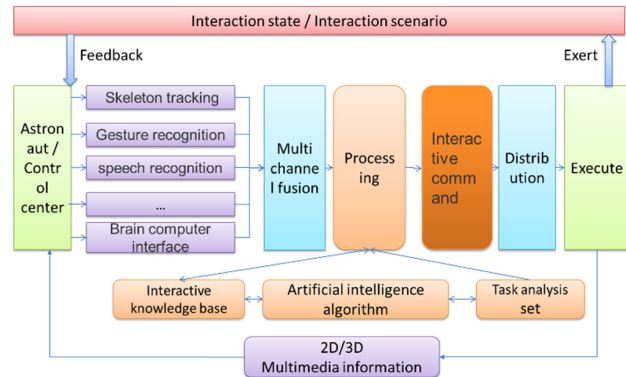 Interaction state / Interaction scenario
Feedback
Exert
Astron
aut /
Contr
ol
center
Skeleton tracking
Gesture recognition
speech recognition
...
Brain computer
interface
Multi
channe
l fusion
Process
ing
Interac
tive
comm
and
Distrib
ution
Execute
Interactive
knowledge base
Artificial intelligence
algorithm
Task analysis
set
2D/3D
Multimedia information